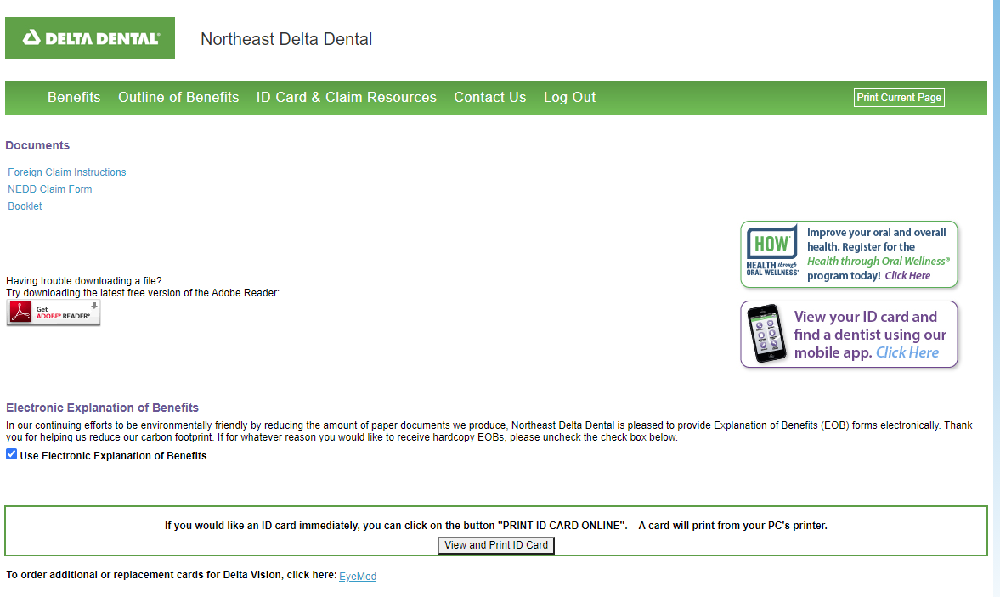 DELTA DENTAL®
Northeast Delta Dental
Benefits Outline of Benefits ID Card & Claim Resources Contact Us Log Out
Print Current Page
Documents
Foreign Claim Instructions
NEDD Claim Form
Booklet
HOW®
HEALTH through
ORAL WELLNESS®
Improve your oral and overall
health. Register for the
Health through Oral Wellness®
program today! Click Here
Having trouble downloading a file?
Try downloading the latest free version of the Adobe Reader:
Get
ADOBE® READER®
View your ID card and
find a dentist using our
mobile app. Click Here
Electronic Explanation of Benefits
In our continuing efforts to be environmentally friendly by reducing the amount of paper documents we produce, Northeast Delta Dental is pleased to provide Explanation of Benefits (EOB) forms electronically. Thank
you for helping us reduce our carbon footprint. If for whatever reason you would like to receive hardcopy EOBs, please uncheck the check box below.
Use Electronic Explanation of Benefits
If you would like an ID card immediately, you can click on the button "PRINT ID CARD ONLINE". A card will print from your PC's printer.
View and Print ID Card
To order additional or replacement cards for Delta Vision, click here: EyeMed